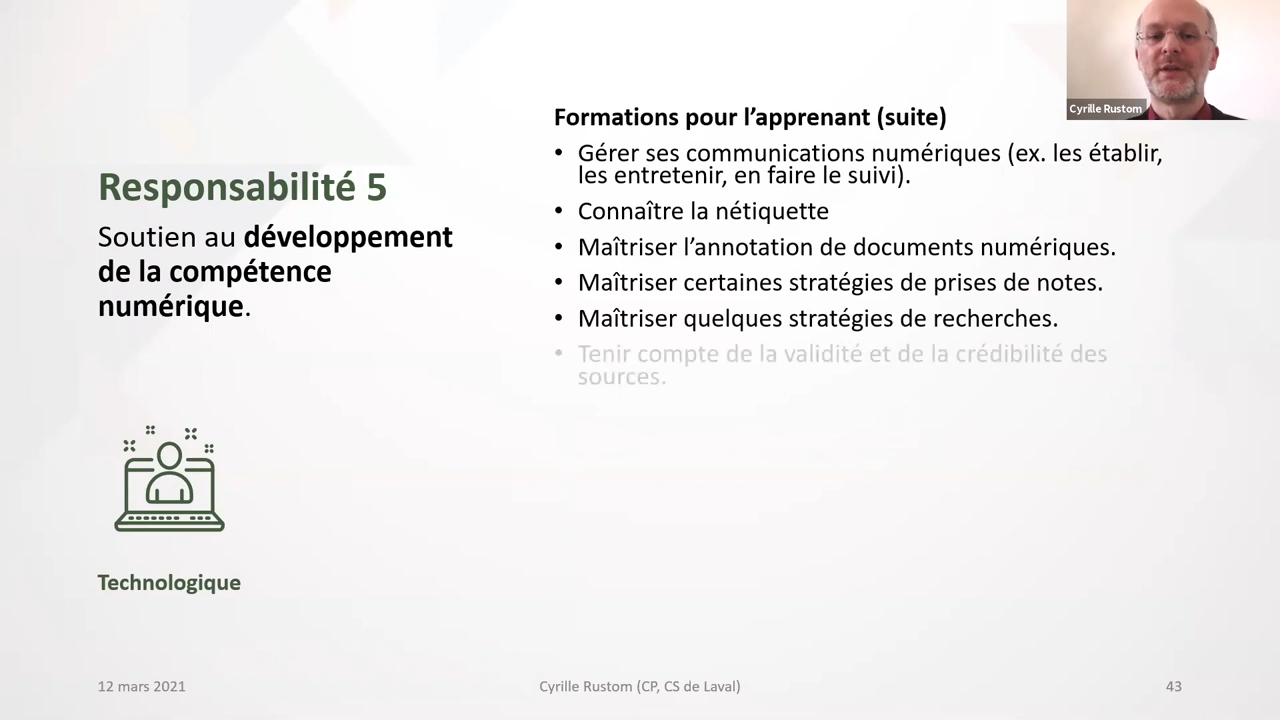 Cyrille Rustom
Responsabilité 5
Soutien au développement
de la compétence
numérique.
Technologique
Formations pour l’apprenant (suite)
• Gérer ses communications numériques (ex. les établir,
les entretenir, en faire le suivi).
• Connaître la nétiquette
• Maîtriser l’annotation de documents numériques.
• Maîtriser certaines stratégies de prises de notes.
• Maîtriser quelques stratégies de recherches.
• Tenir compte de la validité et de la crédibilité des
sources.
12 mars 2021
Cyrille Rustom (CP, CS de Laval)
43